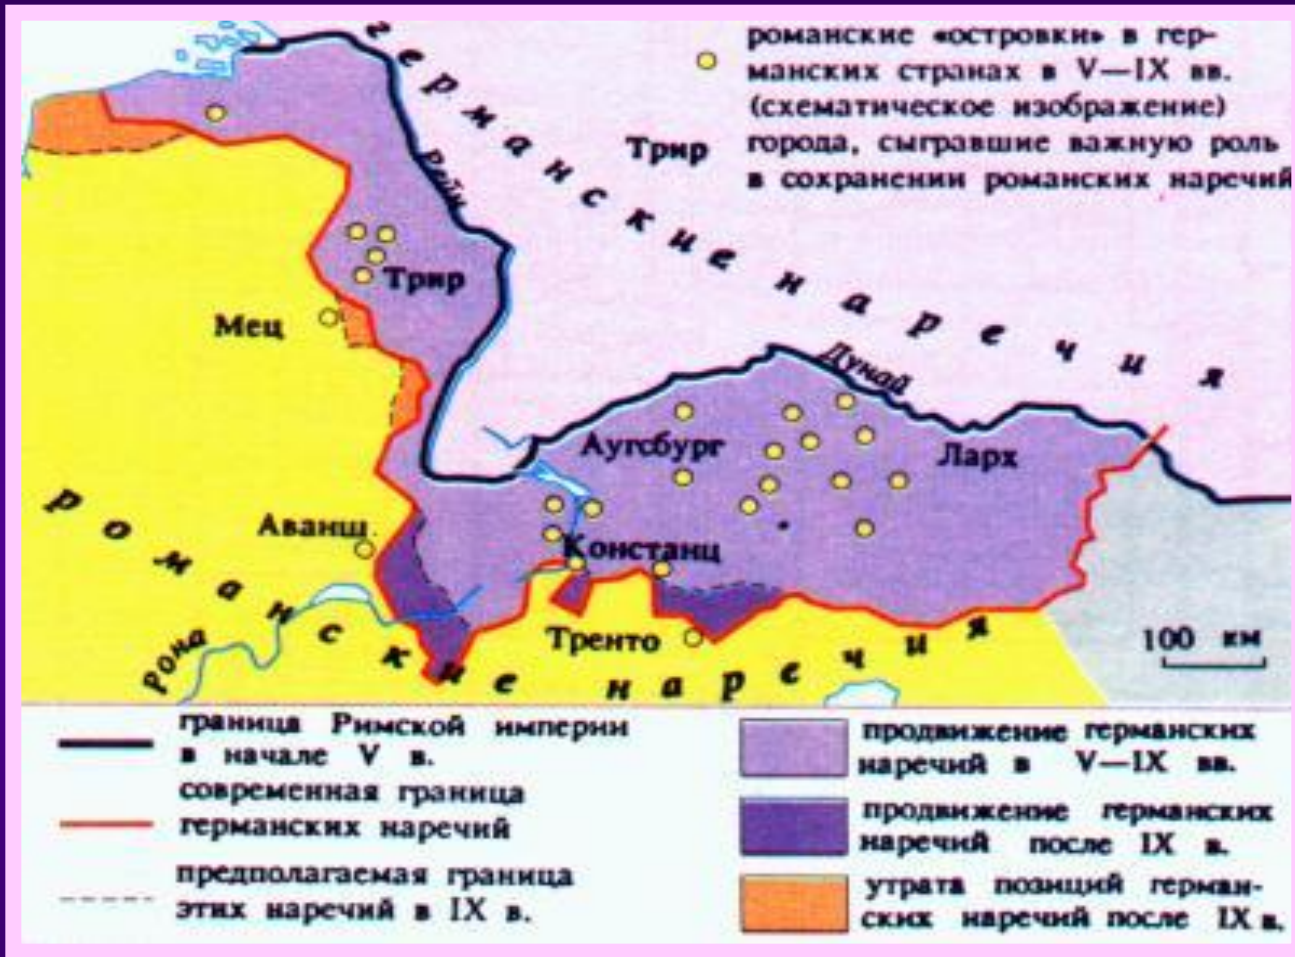 романские «островки» в гер-
манских странах в V—IX вв.
(схематическое изображение)
Трир города, сыгравшие важную роль
в сохранении романских наречий
германские наречия
Рейн
Трир
Мец
Дунай
Аугсбург
Ларх
Аванш
Констанц
Тренто
Рона
романские наречия
100 км
граница Римской империи
в начале V в.
современная граница
германских наречий
предполагаемая граница
этих наречий в IX в.
продвижение германских
наречий в V—IX вв.
продвижение германских
наречий после IX в.
утрата позиций герман-
ских наречий после IX в.